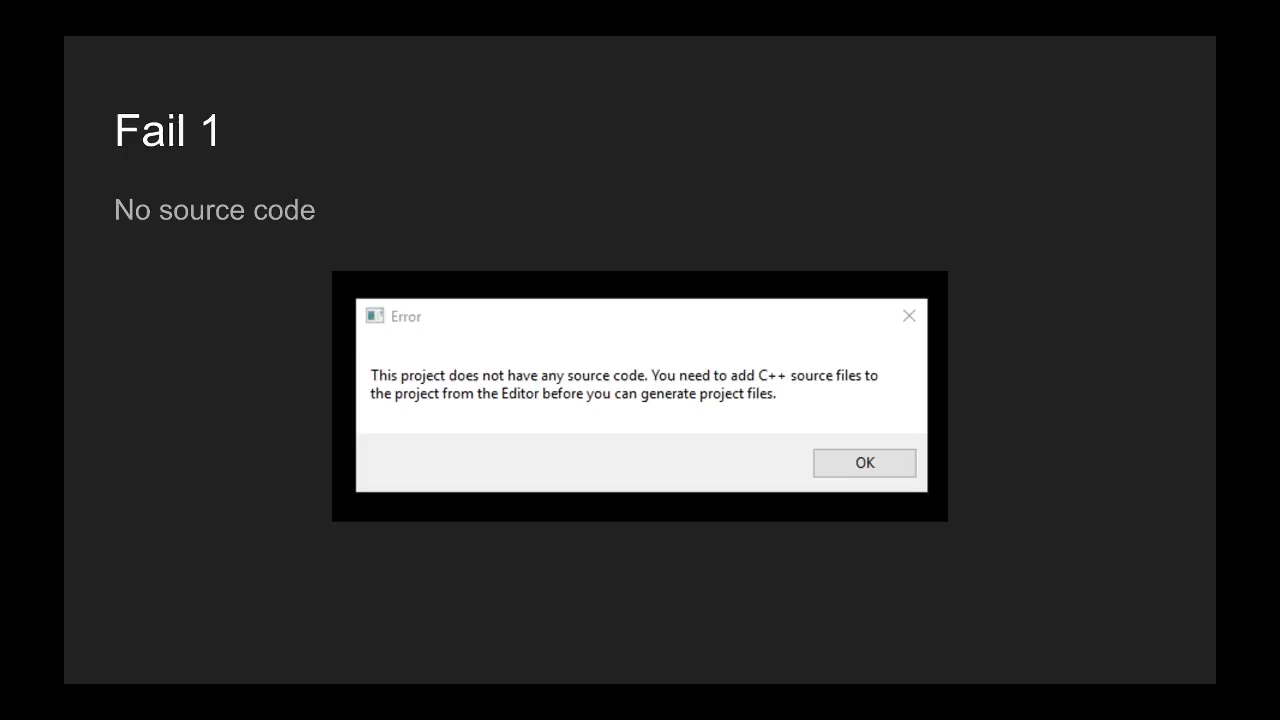 Fail 1
No source code
Error
This project does not have any source code. You need to add C++ source files to
the project from the Editor before you can generate project files.
OK